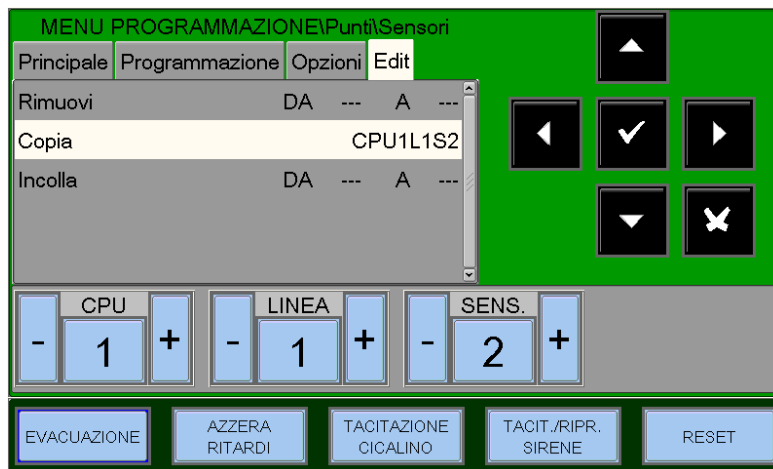 MENU PROGRAMMAZIONE\Punti\Sensori
Principale Programmazione Opzioni Edit
Rimuovi DA --- A ---
Copia CPU1L1S2
Incolla DA --- A ---
CPU LINEA SENS.
- 1 + - 1 + - 2 +
EVACUAZIONE AZZERA RITARDI TACITAZIONE CICALINO TACIT./RIPR. SIRENE RESET